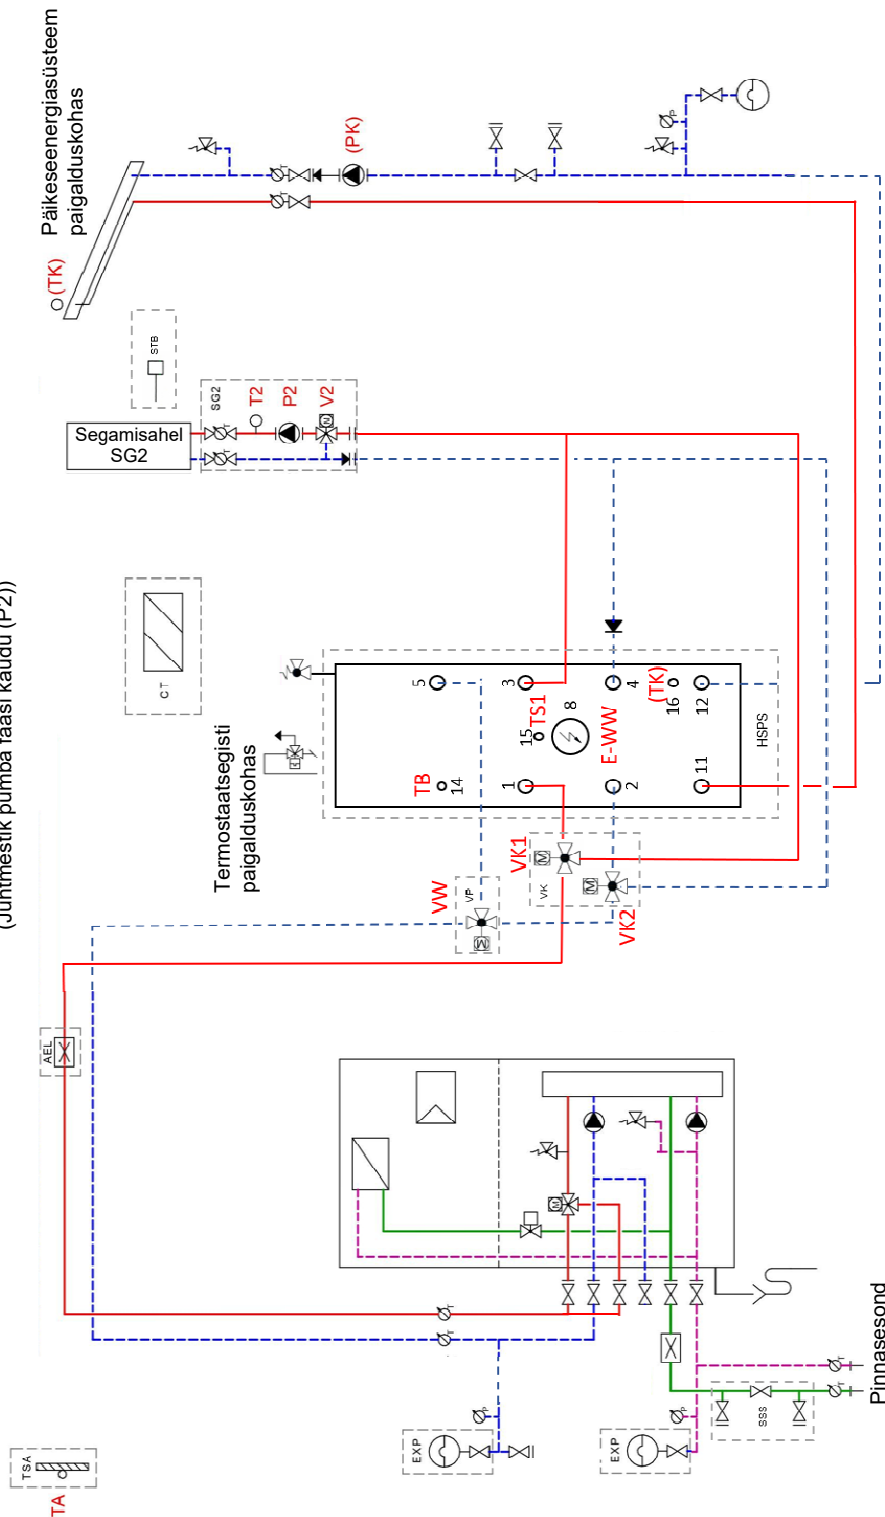 (Juhtmestik pumba faasi kaudu (P2))
Päikeseenergiasüsteem
paigalduskohas
(TK)
(PK)
T
T
P
STB
Segamisahel
SG2
SG2
T2
P2
V2
T
T
M
CT
Termostaatsegisti
paigalduskohas
5
3
4
(TK)
16
12
TS1
15
8
E-WW
TB
14
1
2
11
HSPS
VW
VP
M
VK1
M
VK
M
VK2
AEL
M
T
T
P
EXP
P
EXP
SSS
T
T
Pinnasesond
TSA
TA